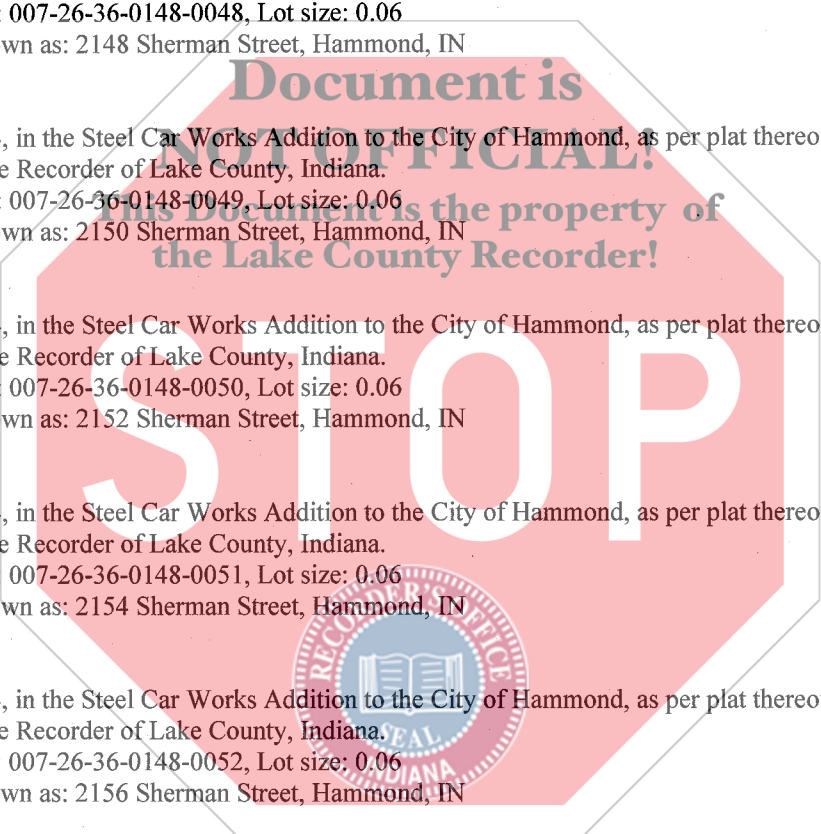 : 007-26-36-0148-0048, Lot size: 0.06
wn as: 2148 Sherman Street, Hammond, IN
Document is
, in the Steel Car Works Addition to the City of Hammond, as per plat thereo
NOT OFFICIAL!
e Recorder of Lake County, Indiana.
: 007-26-36-0148-0049, Lot size: 0.06
This Document is the property of
wn as: 2150 Sherman Street, Hammond, IN
the Lake County Recorder!
, in the Steel Car Works Addition to the City of Hammond, as per plat thereo
e Recorder of Lake County, Indiana.
: 007-26-36-0148-0050, Lot size: 0.06
wn as: 2152 Sherman Street, Hammond, IN
STOP
, in the Steel Car Works Addition to the City of Hammond, as per plat thereo
e Recorder of Lake County, Indiana.
007-26-36-0148-0051, Lot size: 0.06
wn as: 2154 Sherman Street, Hammond, IN
RECORDER'S OFFICE
, in the Steel Car Works Addition to the City of Hammond, as per plat thereo
e Recorder of Lake County, Indiana.
SEAL
007-26-36-0148-0052, Lot size: 0.06
INDIANA
wn as: 2156 Sherman Street, Hammond, IN